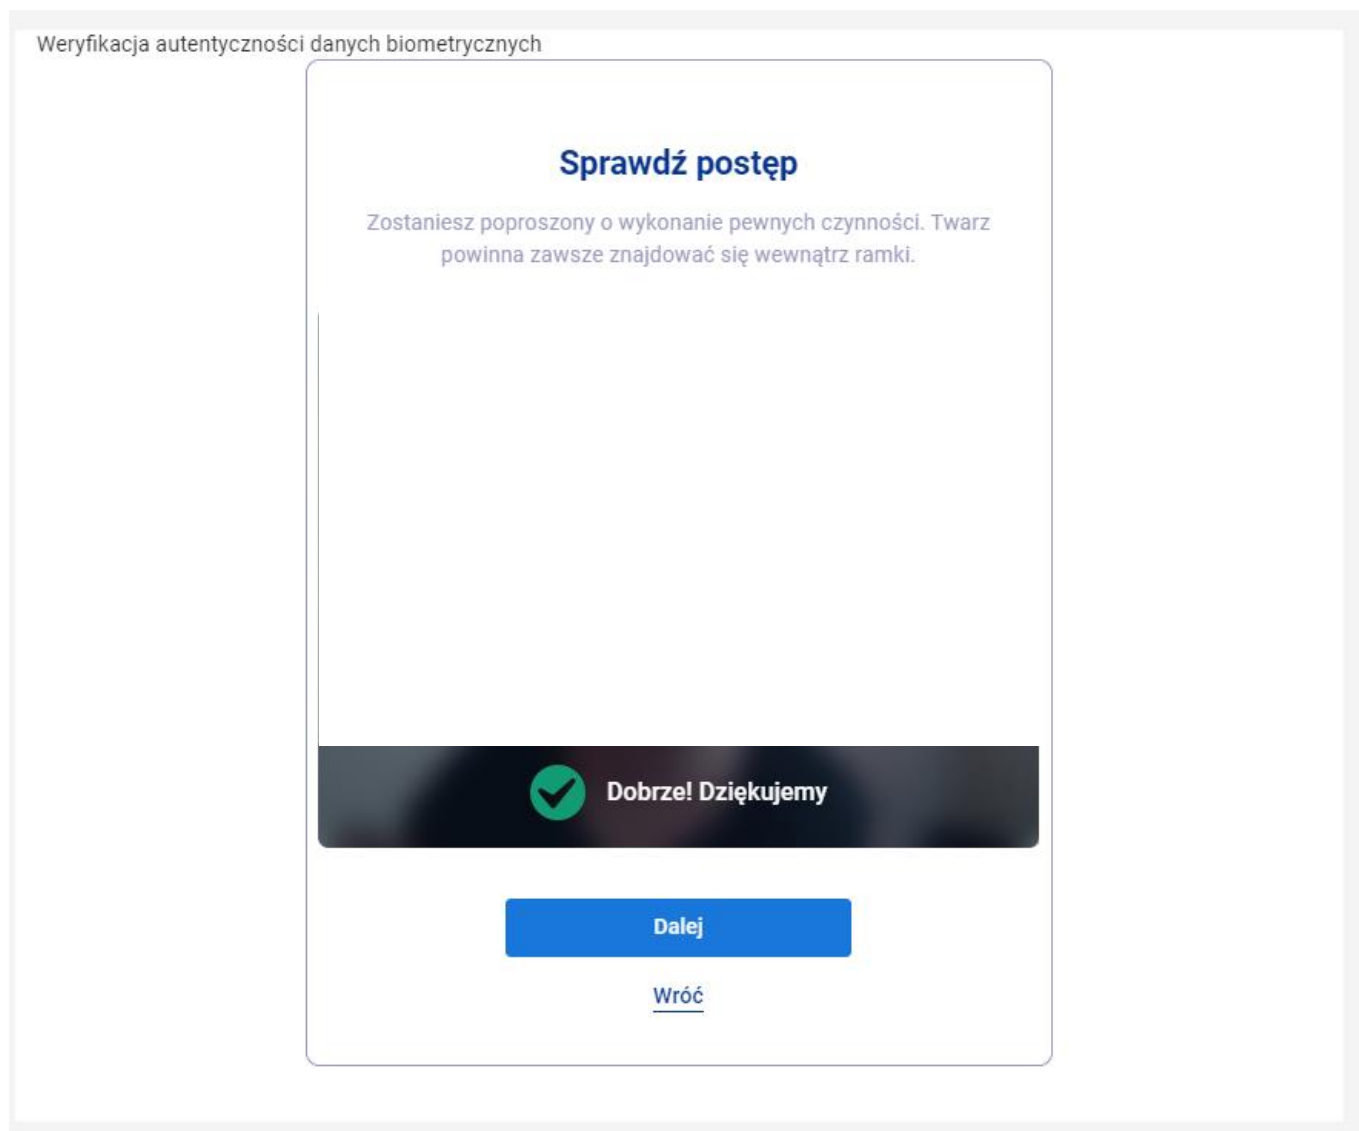 Weryfikacja autentyczności danych biometrycznych
Sprawdź postęp
Zostaniesz poproszony o wykonanie pewnych czynności. Twarz
powinna zawsze znajdować się wewnątrz ramki.
Dobrze! Dziękujemy
Dalej
Wróć